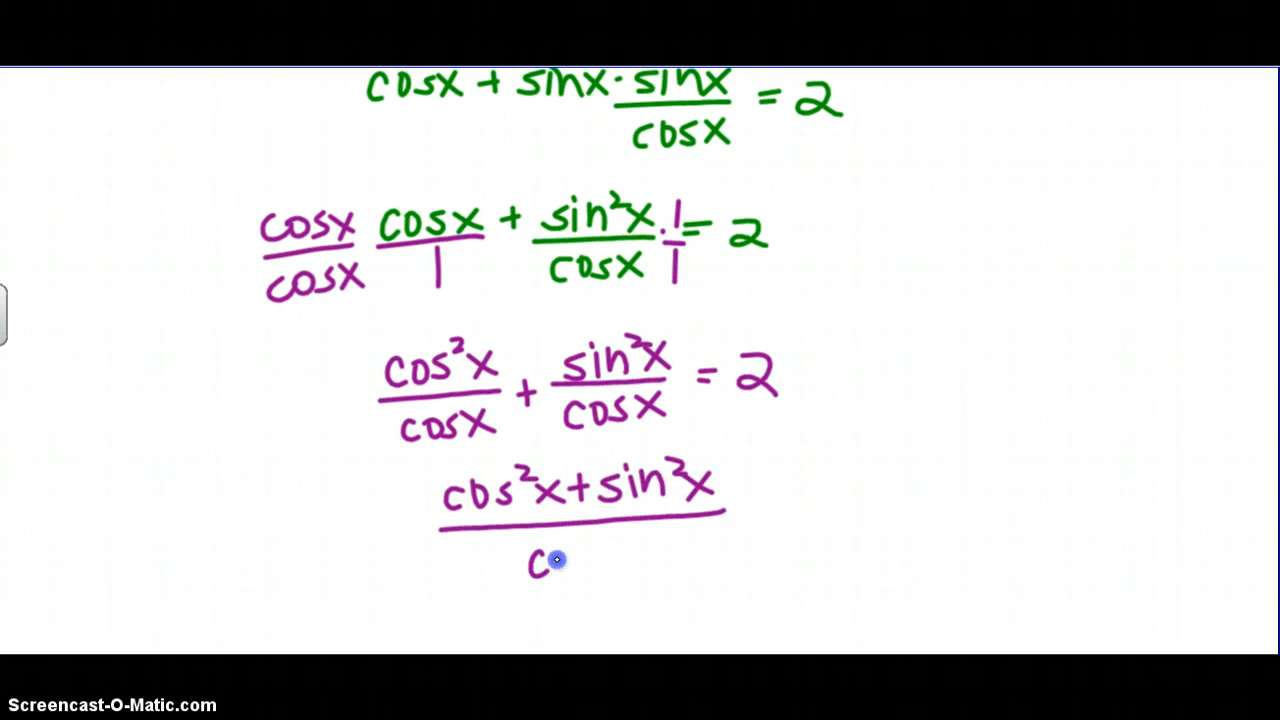 cosx + sinx · sinx/cosx = 2
cosx/cosx cosx/1 + sin²x/cosx · 1/1 = 2
cos²x/cosx + sin²x/cosx = 2
cos²x + sin²x
c
Screencast-O-Matic.com